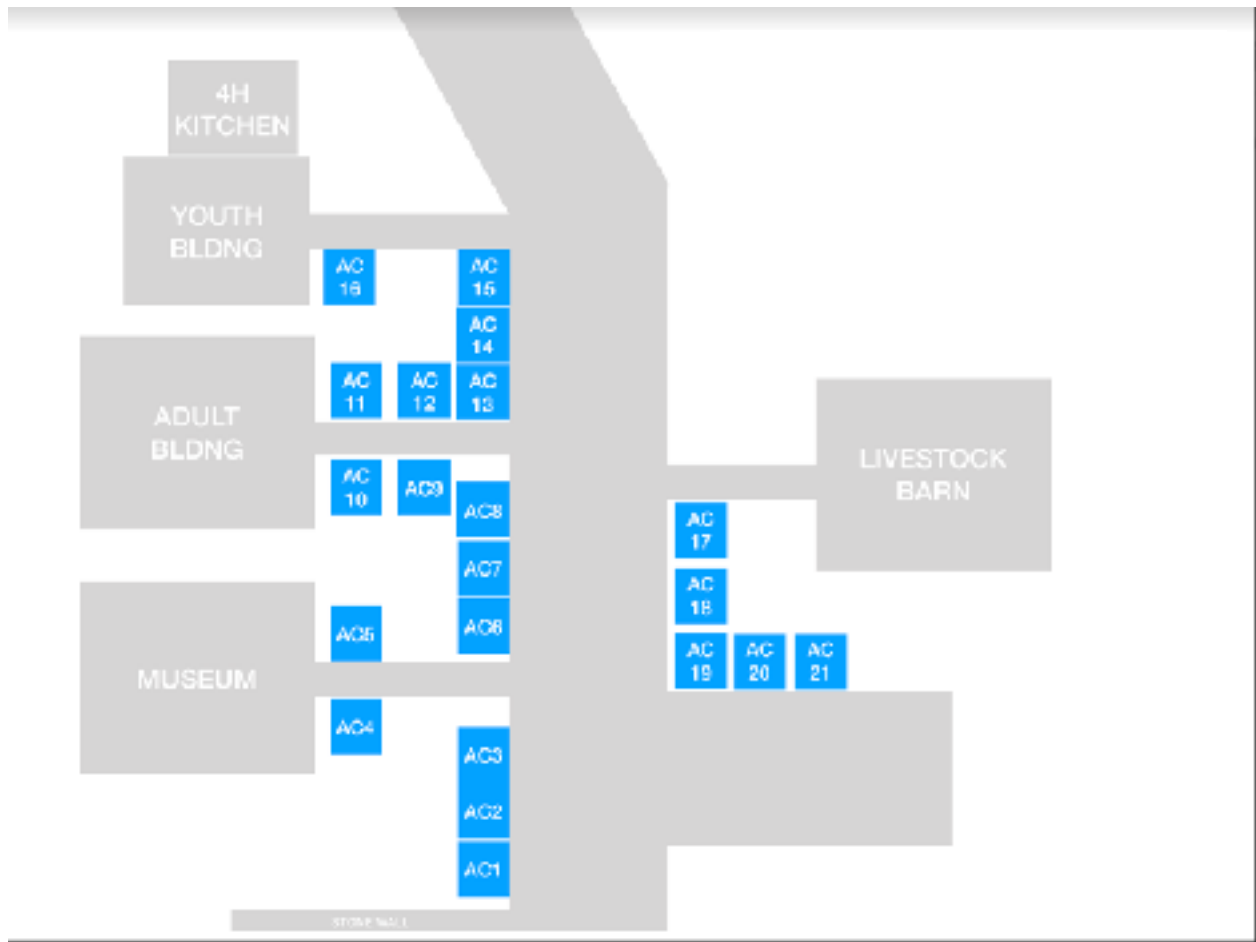 4H
KITCHEN
YOUTH
BLDNG
AC
16
AC
15
AC
14
AC
11
AC
12
AC
13
ADULT
BLDNG
AC
10
AC9
AC8
AC7
AC6
LIVESTOCK
BARN
AC
17
AC
18
AC
19
AC
20
AC
21
AC5
MUSEUM
AC4
AC3
AC2
AC1
STONE WALL